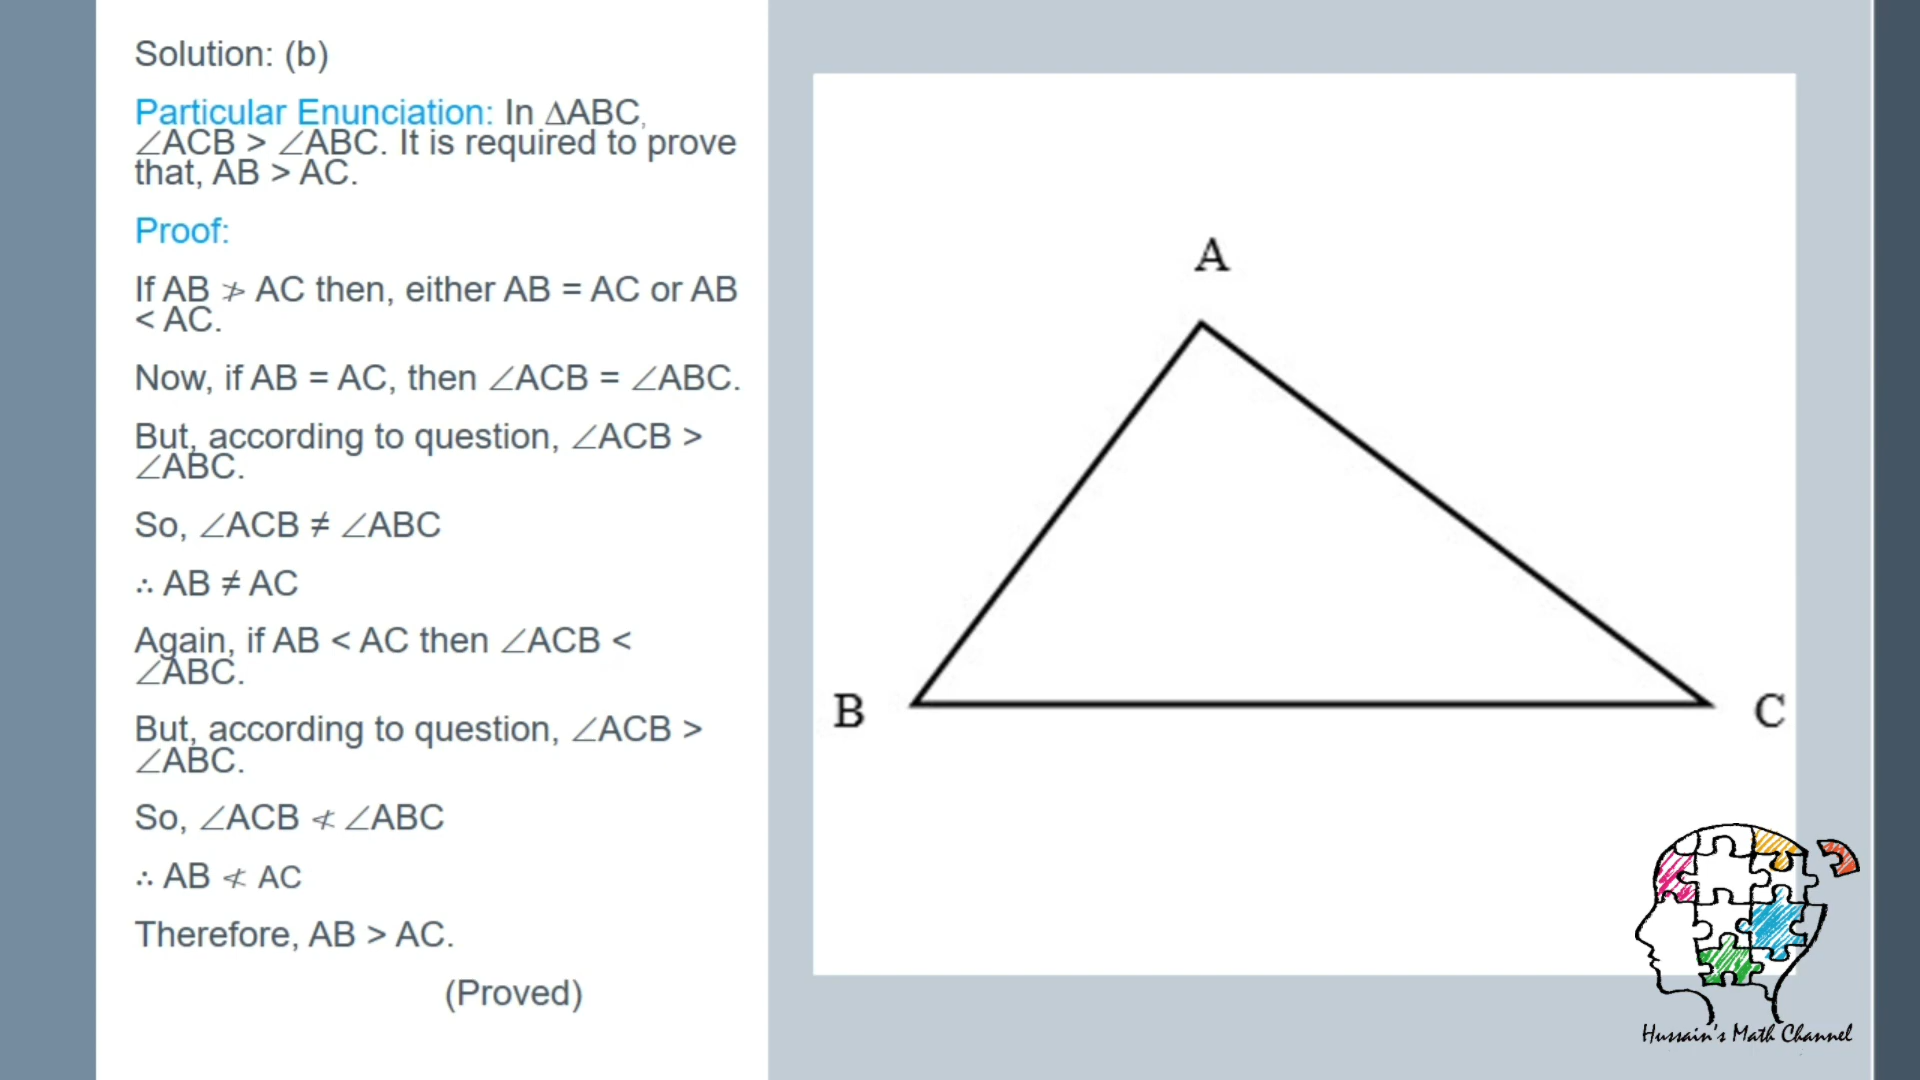 Solution: (b)
Particular Enunciation: In ΔABC,
∠ACB > ∠ABC. It is required to prove
that, AB > AC.
Proof:
If AB ≯ AC then, either AB = AC or AB
< AC.
Now, if AB = AC, then ∠ACB = ∠ABC.
But, according to question, ∠ACB >
∠ABC.
So, ∠ACB ≠ ∠ABC
∴ AB ≠ AC
Again, if AB < AC then ∠ACB <
∠ABC.
But, according to question, ∠ACB >
∠ABC.
So, ∠ACB ≮ ∠ABC
∴ AB ≮ AC
Therefore, AB > AC.
(Proved)
A
B
C
Hussain's Math Channel